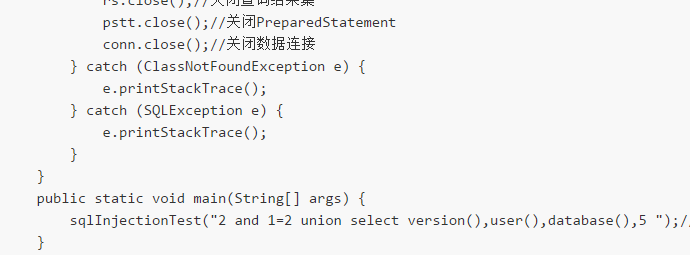 rs.close();//关闭查询结果集
pstt.close();//关闭PreparedStatement
conn.close();//关闭数据连接
} catch (ClassNotFoundException e) {
e.printStackTrace();
} catch (SQLException e) {
e.printStackTrace();
}
}
public static void main(String[] args) {
sqlInjectionTest("2 and 1=2 union select version(),user(),database(),5 ");/
}